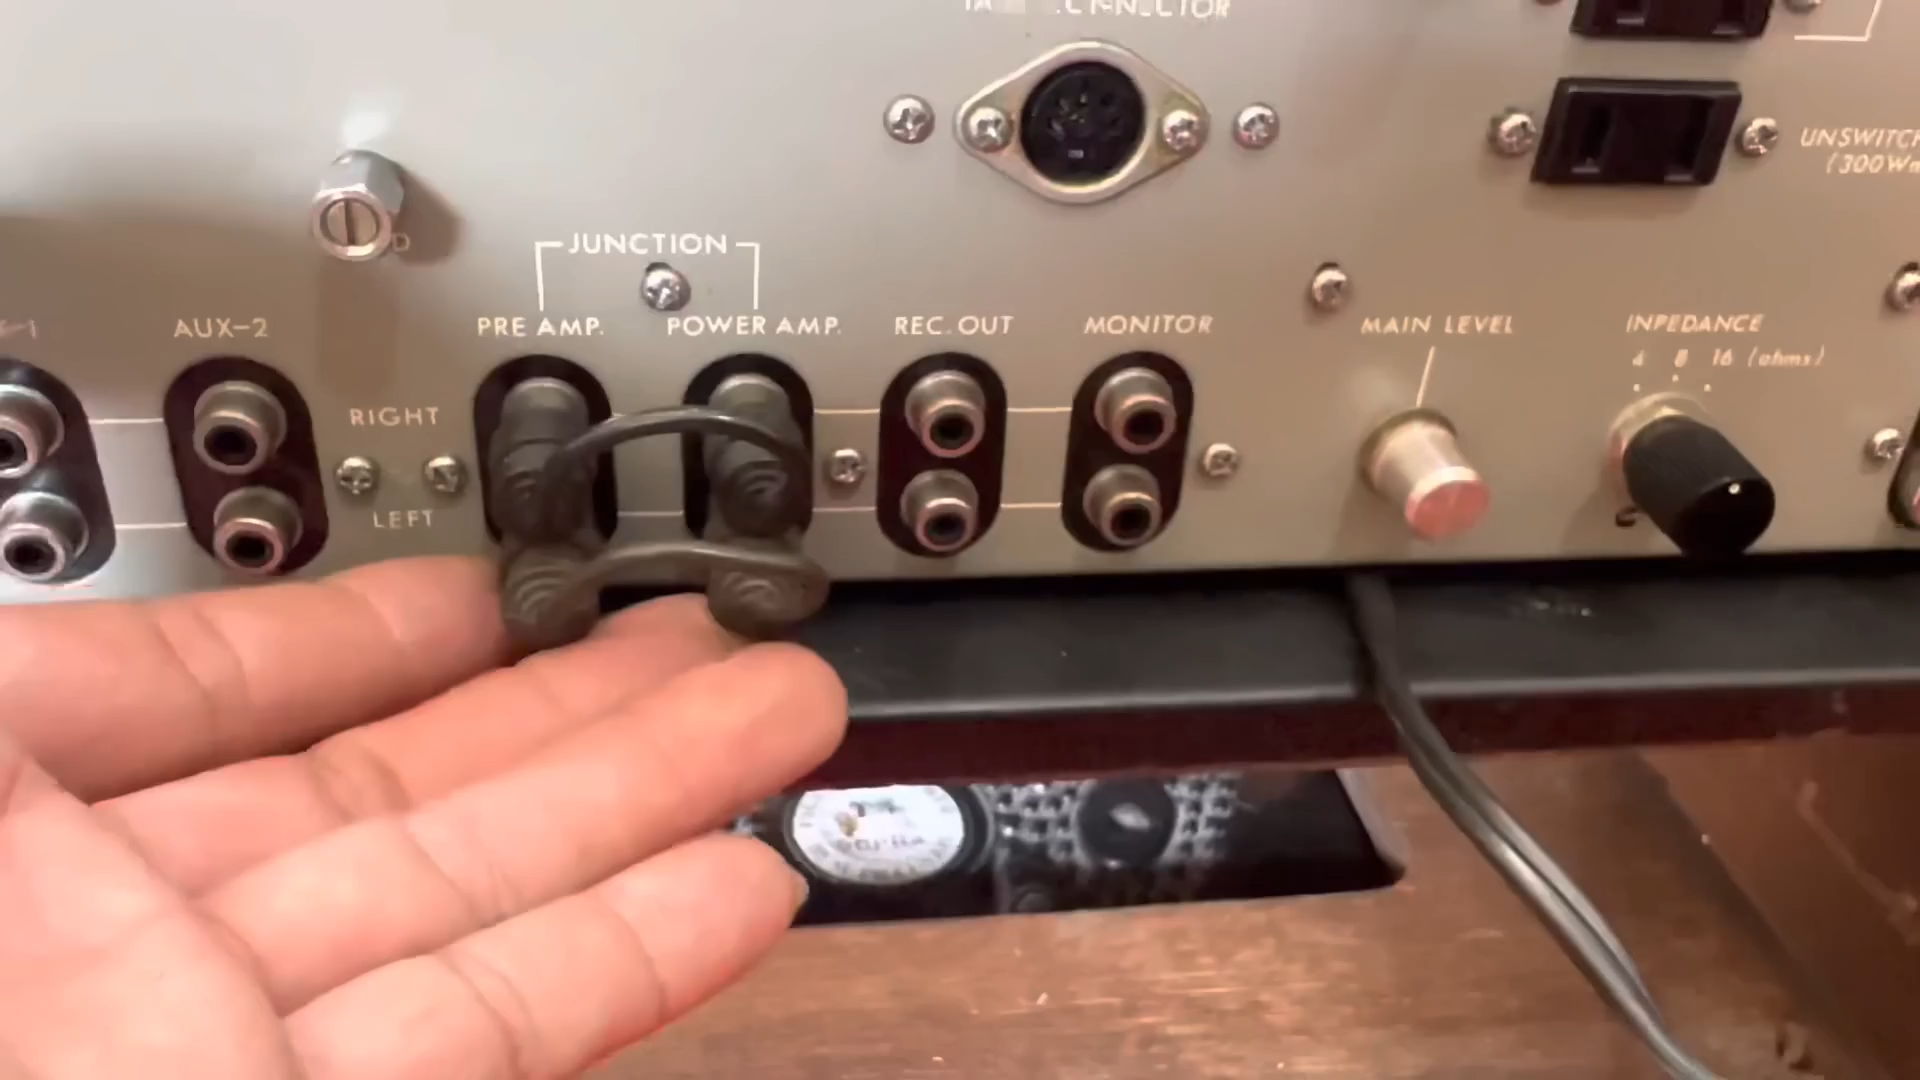 JUNCTION
AUX-2
PRE AMP.
POWER AMP.
REC. OUT
MONITOR
MAIN LEVEL
INPEDANCE
4 8 16 (ohms)
RIGHT
LEFT